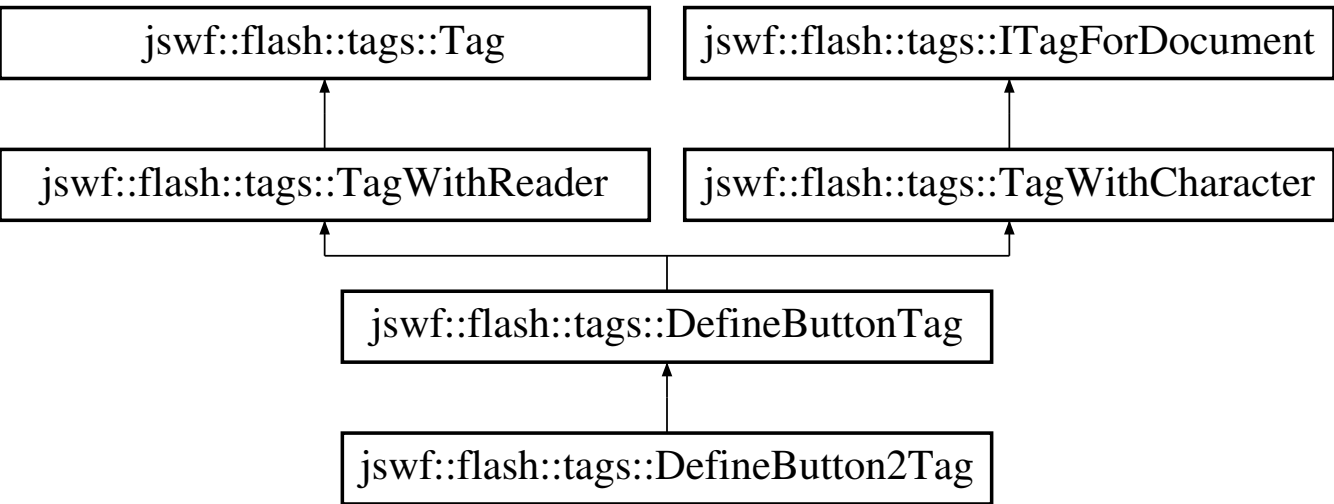 jswf::flash::tags::Tag
jswf::flash::tags::ITagForDocument
jswf::flash::tags::TagWithReader
jswf::flash::tags::TagWithCharacter
jswf::flash::tags::DefineButtonTag
jswf::flash::tags::DefineButton2Tag